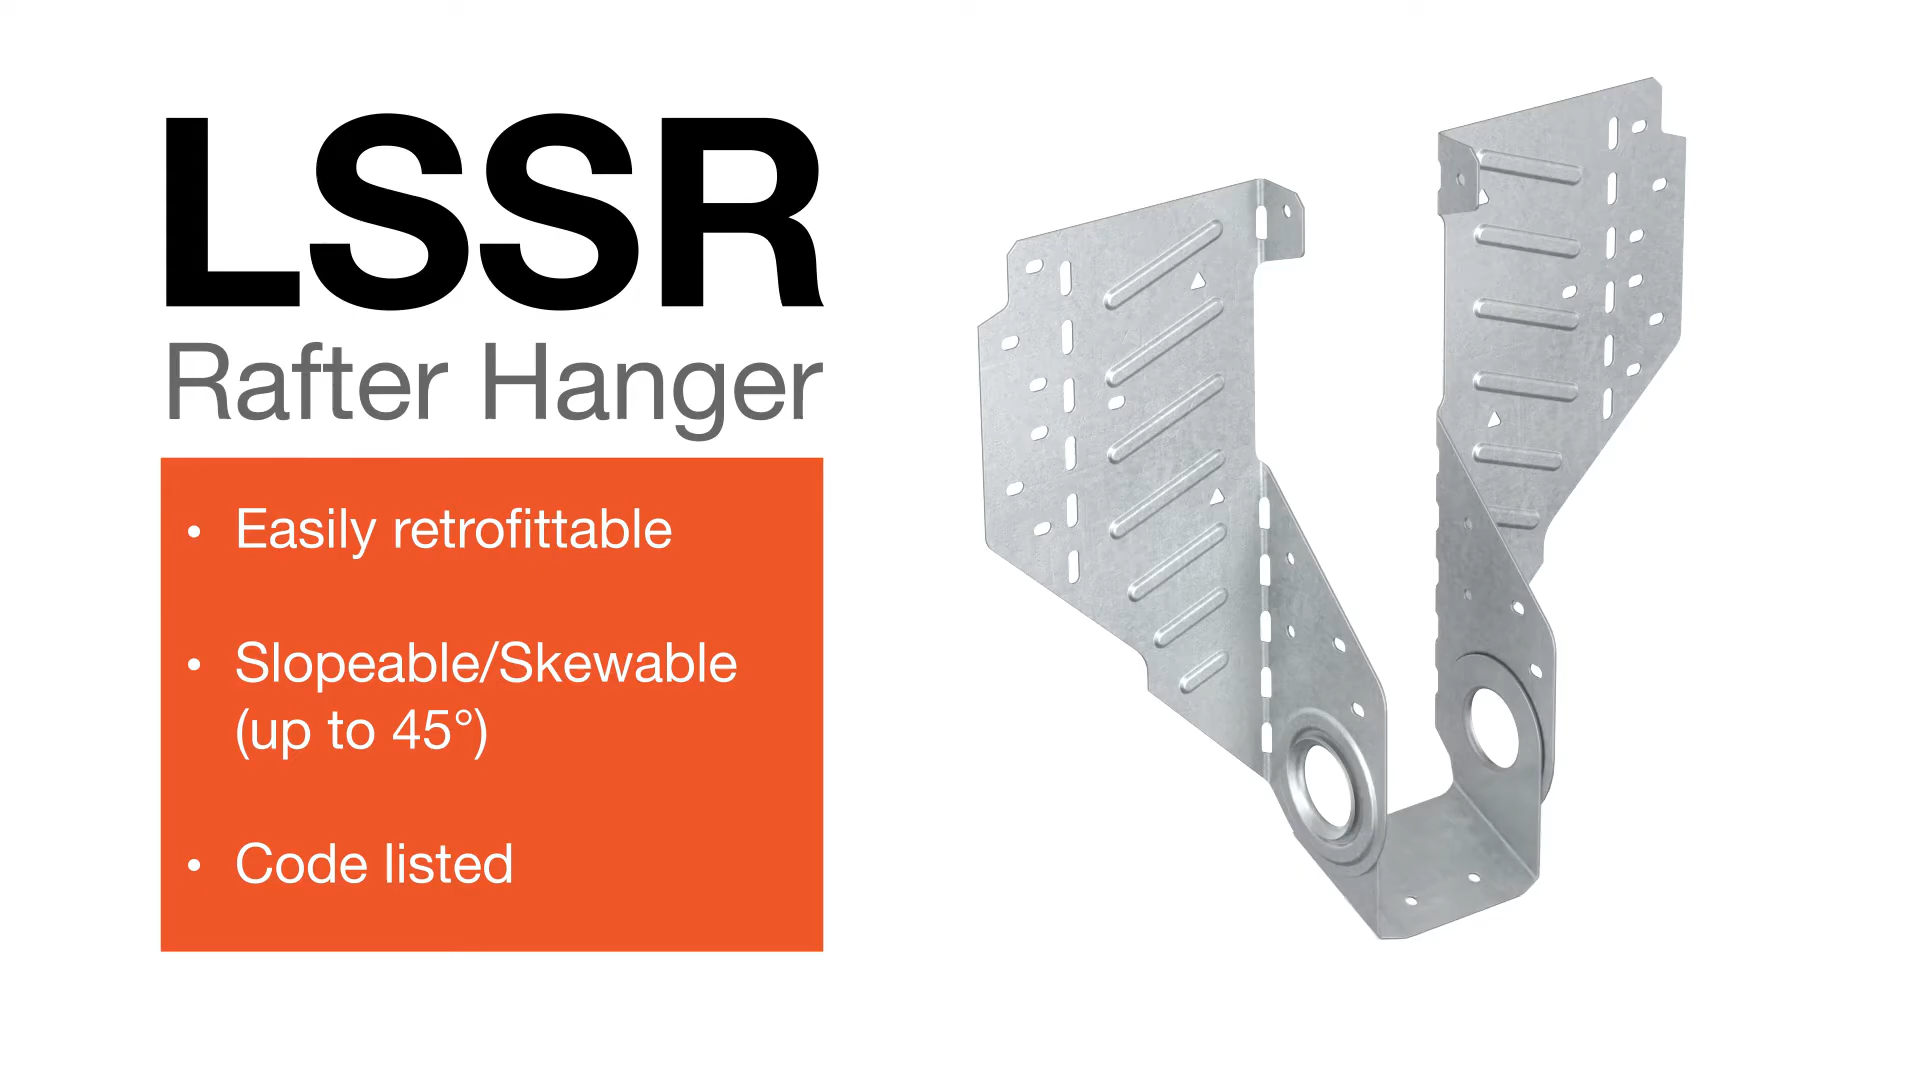 LSSR
Rafter Hanger
• Easily retrofittable
• Slopeable/Skewable
(up to 45°)
• Code listed